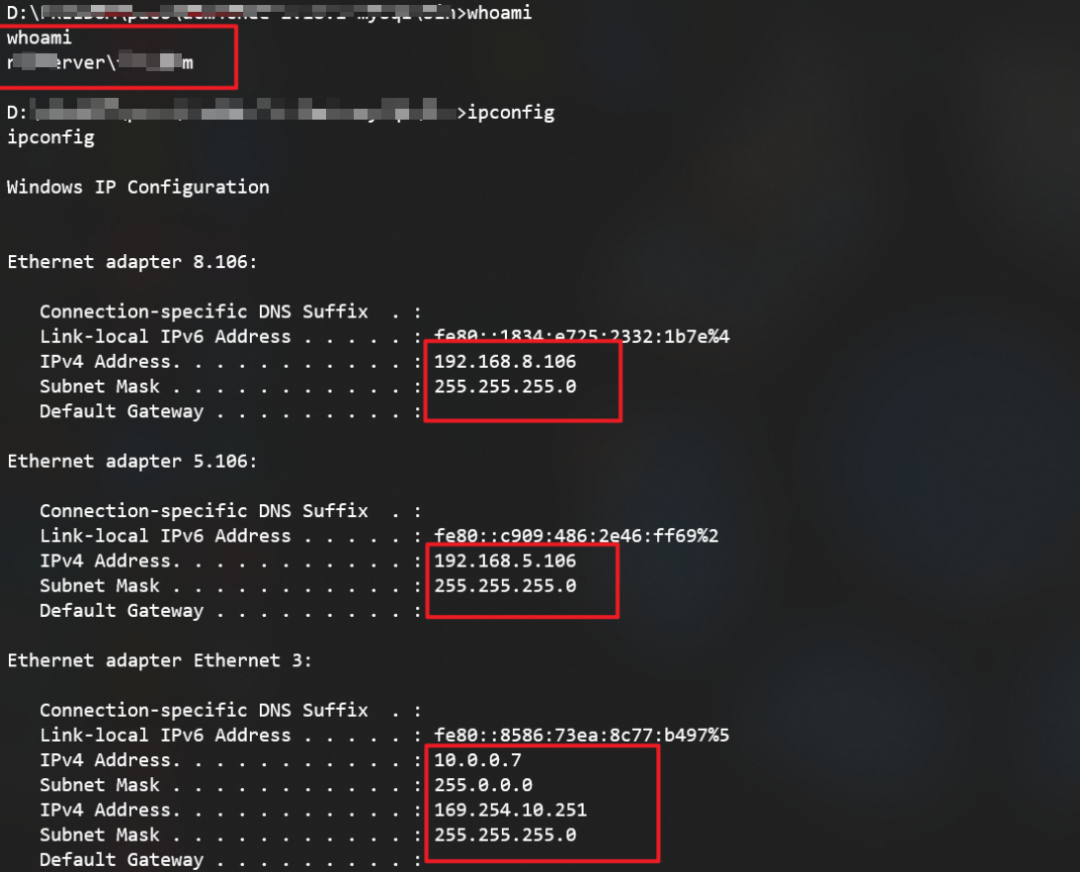 D:\ >whoami
whoami
erver\ m
D: >ipconfig
ipconfig
Windows IP Configuration
Ethernet adapter 8.106:
Connection-specific DNS Suffix . :
Link-local IPv6 Address . . . . . : fe80::1834:e725:2332:1b7e%4
IPv4 Address. . . . . . . . . . . : 192.168.8.106
Subnet Mask . . . . . . . . . . . : 255.255.255.0
Default Gateway . . . . . . . . . :
Ethernet adapter 5.106:
Connection-specific DNS Suffix . :
Link-local IPv6 Address . . . . . : fe80::c909:486:2e46:ff69%2
IPv4 Address. . . . . . . . . . . : 192.168.5.106
Subnet Mask . . . . . . . . . . . : 255.255.255.0
Default Gateway . . . . . . . . . :
Ethernet adapter Ethernet 3:
Connection-specific DNS Suffix . :
Link-local IPv6 Address . . . . . : fe80::8586:73ea:8c77:b497%5
IPv4 Address. . . . . . . . . . . : 10.0.0.7
Subnet Mask . . . . . . . . . . . : 255.0.0.0
IPv4 Address. . . . . . . . . . . : 169.254.10.251
Subnet Mask . . . . . . . . . . . : 255.255.255.0
Default Gateway . . . . . . . . . :